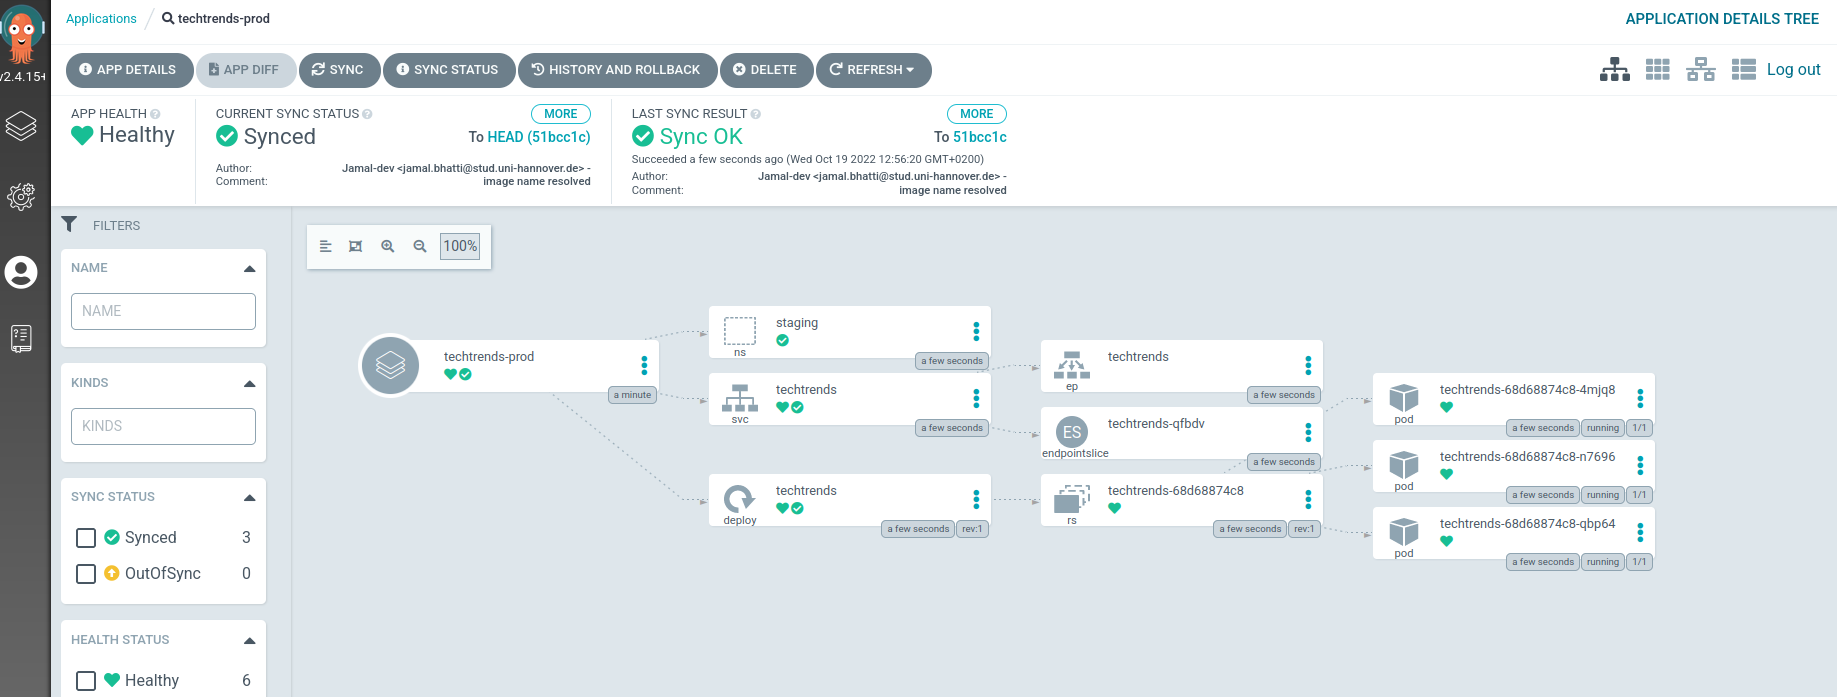 Applications / techtrends-prod
APPLICATION DETAILS TREE
v2.4.15+
APP DETAILS
APP DIFF
SYNC
SYNC STATUS
HISTORY AND ROLLBACK
DELETE
REFRESH
Log out
APP HEALTH
Healthy
CURRENT SYNC STATUS
MORE
Synced
To HEAD (51bcc1c)
Author: Jamal-dev <jamal.bhatti@stud.uni-hannover.de> -
Comment: image name resolved
LAST SYNC RESULT
MORE
Sync OK
To 51bcc1c
Succeeded a few seconds ago (Wed Oct 19 2022 12:56:20 GMT+0200)
Author: Jamal-dev <jamal.bhatti@stud.uni-hannover.de> -
Comment: image name resolved
FILTERS
NAME
NAME
KINDS
KINDS
SYNC STATUS
Synced 3
OutOfSync 0
HEALTH STATUS
Healthy 6
100%
techtrends-prod
a minute
staging
ns
a few seconds
techtrends
svc
a few seconds
techtrends
deploy
a few seconds
rev:1
techtrends
ep
a few seconds
ES
techtrends-qfbdv
endpointslice
a few seconds
techtrends-68d68874c8
rs
a few seconds
rev:1
techtrends-68d68874c8-4mjq8
pod
a few seconds
running
1/1
techtrends-68d68874c8-n7696
pod
a few seconds
running
1/1
techtrends-68d68874c8-qbp64
pod
a few seconds
running
1/1